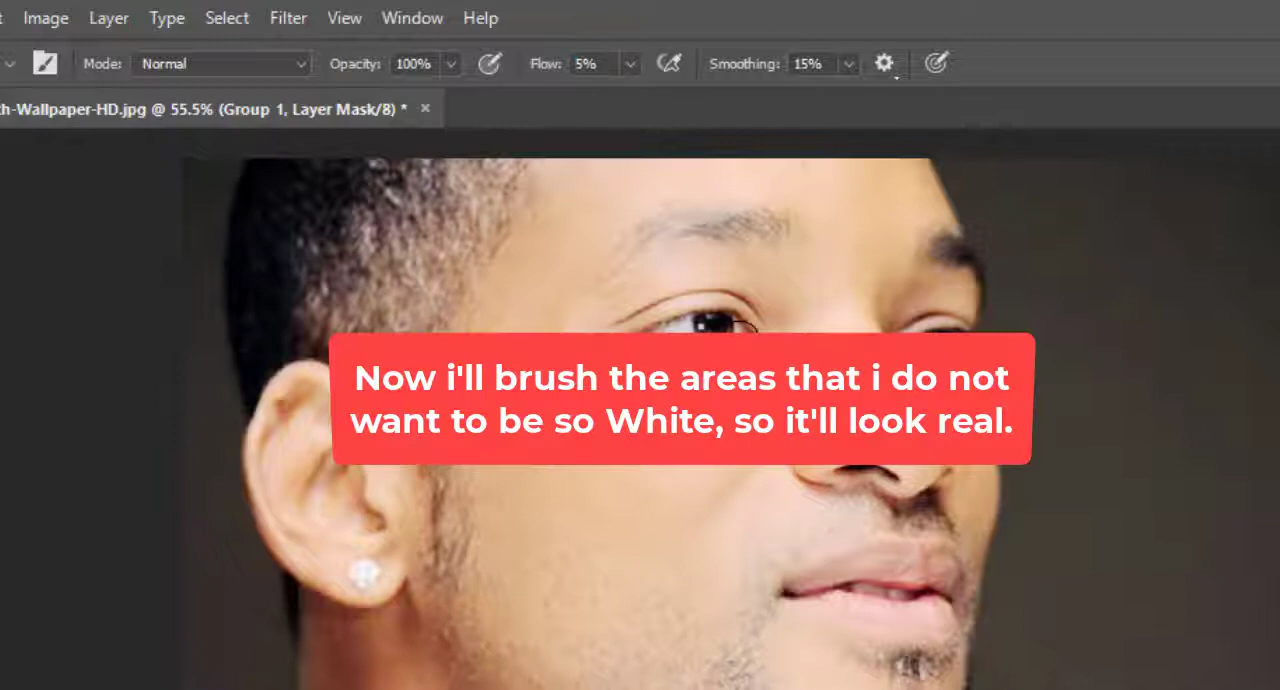 Image Layer Type Select Filter View Window Help
Mode: Normal Opacity: 100% Flow: 5% Smoothing: 15%
th-Wallpaper-HD.jpg @ 55.5% (Group 1, Layer Mask/8) * ×
Now i'll brush the areas that i do not
want to be so White, so it'll look real.